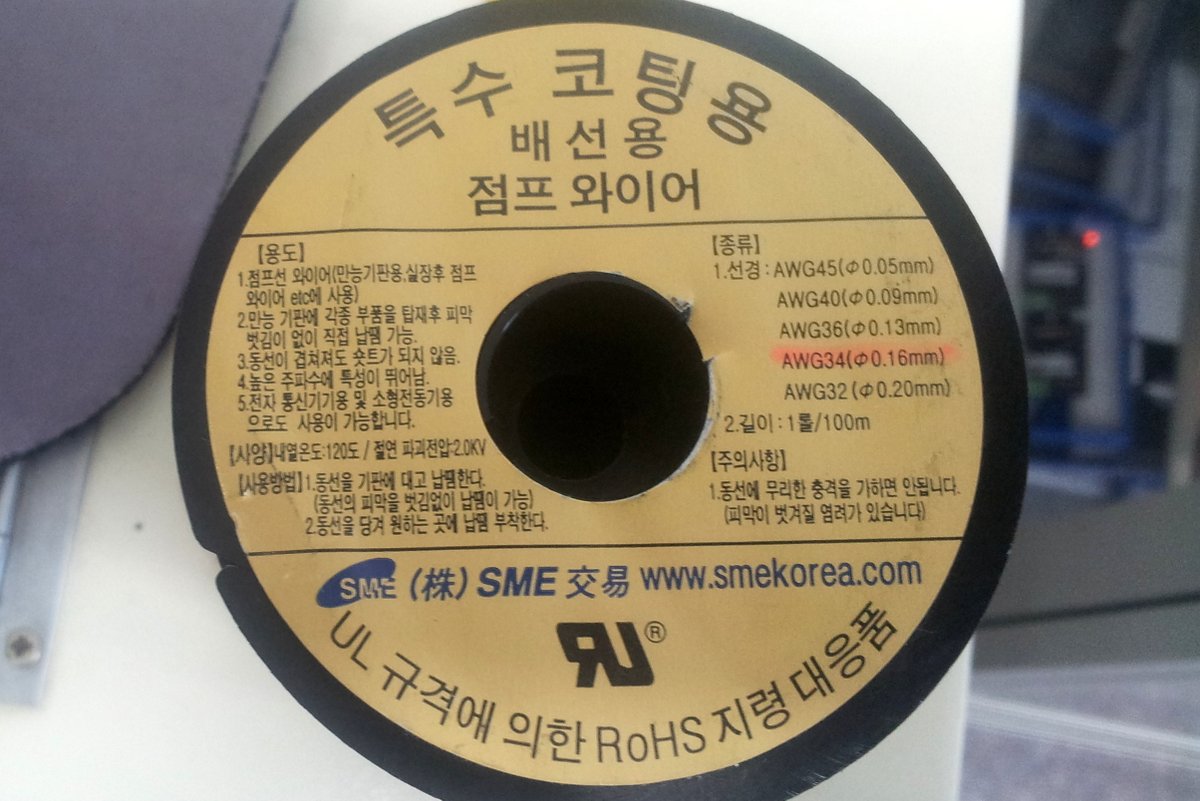 특수 코팅용
배선용
점프 와이어
【용도】
1.점프선 와이어(만능기판용,실장후 점프
와이어 etc에 사용)
2.만능 기판에 각종 부품을 탑재후 피막
벗김이 없이 직접 납땜 가능.
3.동선이 겹쳐져도 숏트가 되지 않음.
4.높은 주파수에 특성이 뛰어남.
5.전자 통신기기용 및 소형전동기용
으로도 사용이 가능합니다.
【사양】내열온도:120도 / 절연 파괴전압:2.0KV
【사용방법】1.동선을 기판에 대고 납땜한다.
(동선의 피막을 벗김없이 납땜이 가능)
2.동선을 당겨 원하는 곳에 납땜 부착한다.
【종류】
1.선경 : AWG45(Φ0.05mm)
AWG40(Φ0.09mm)
AWG36(Φ0.13mm)
AWG34(Φ0.16mm)
AWG32 (Φ0.20mm)
2.길이 : 1롤/100m
【주의사항】
1.동선에 무리한 충격을 가하면 안됩니다.
(피막이 벗겨질 염려가 있습니다)
SME (株) SME 交易 www.smekorea.com
RU®
UL 규격에 의한 RoHS 지령 대응품